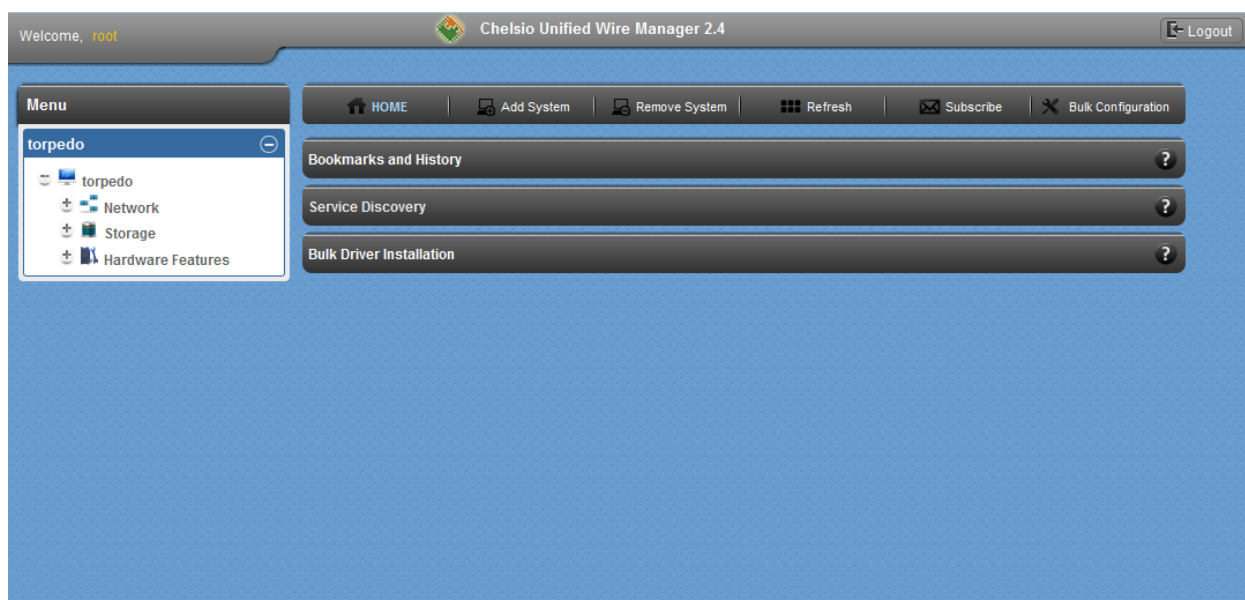 Welcome, root
Chelsio Unified Wire Manager 2.4
Logout
Menu
HOME
Add System
Remove System
Refresh
Subscribe
Bulk Configuration
torpedo
torpedo
Network
Storage
Hardware Features
Bookmarks and History
?
Service Discovery
?
Bulk Driver Installation
?